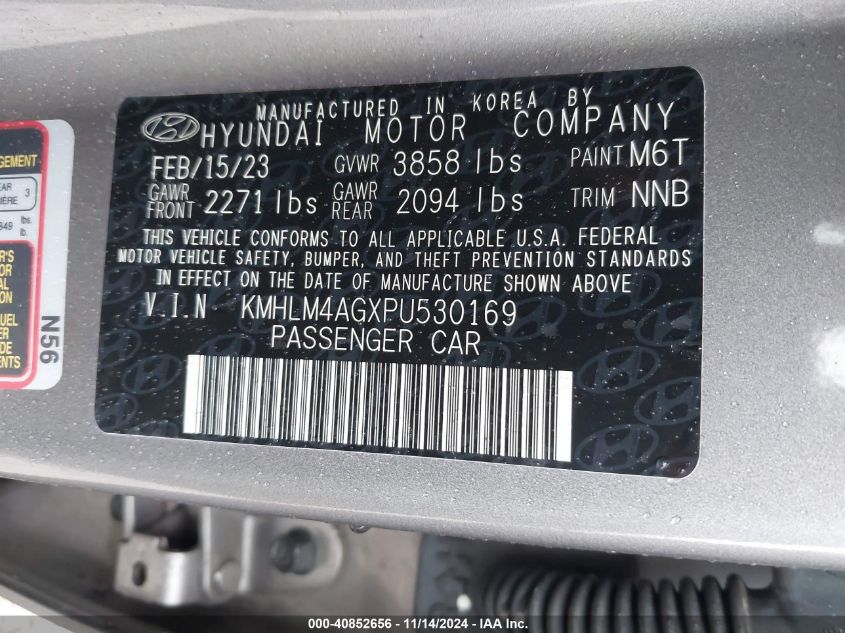 MANUFACTURED IN KOREA BY
HYUNDAI MOTOR COMPANY
FEB/15/23 GVWR 3858 lbs PAINT M6T
GAWR FRONT 2271 lbs GAWR REAR 2094 lbs TRIM NNB
THIS VEHICLE CONFORMS TO ALL APPLICABLE U.S.A. FEDERAL
MOTOR VEHICLE SAFETY, BUMPER, AND THEFT PREVENTION STANDARDS
IN EFFECT ON THE DATE OF MANUFACTURE SHOWN ABOVE
V.I.N KMHLM4AGXPU530169
PASSENGER CAR
3
lbs.
lb.
N56
000-40852656 - 11/14/2024 - IAA Inc.